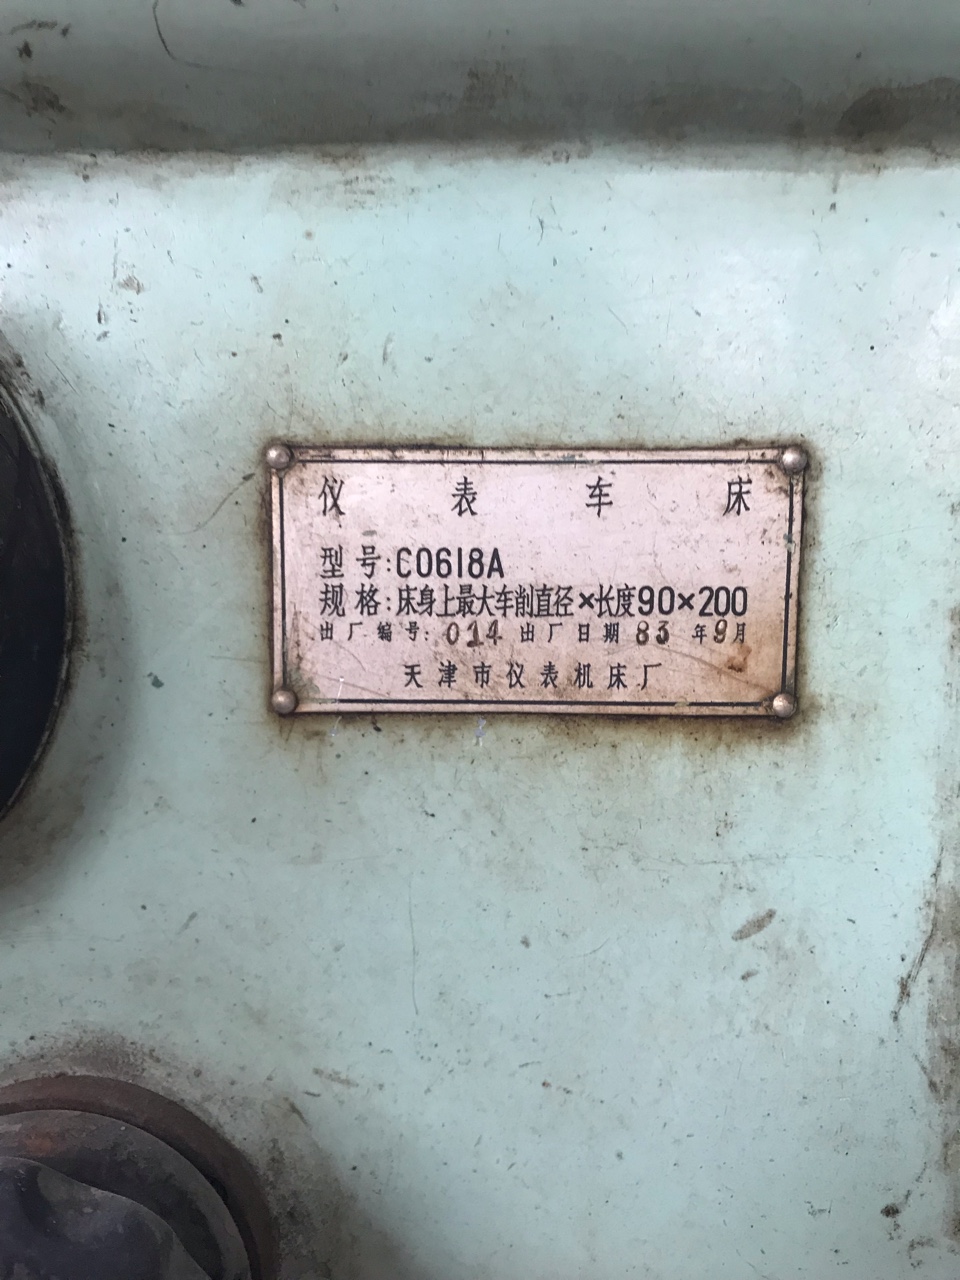 仪表车床
型号:C0618A
规格:床身上最大车削直径×长度90×200
出厂编号:014 出厂日期83年9月
天津市仪表机床厂